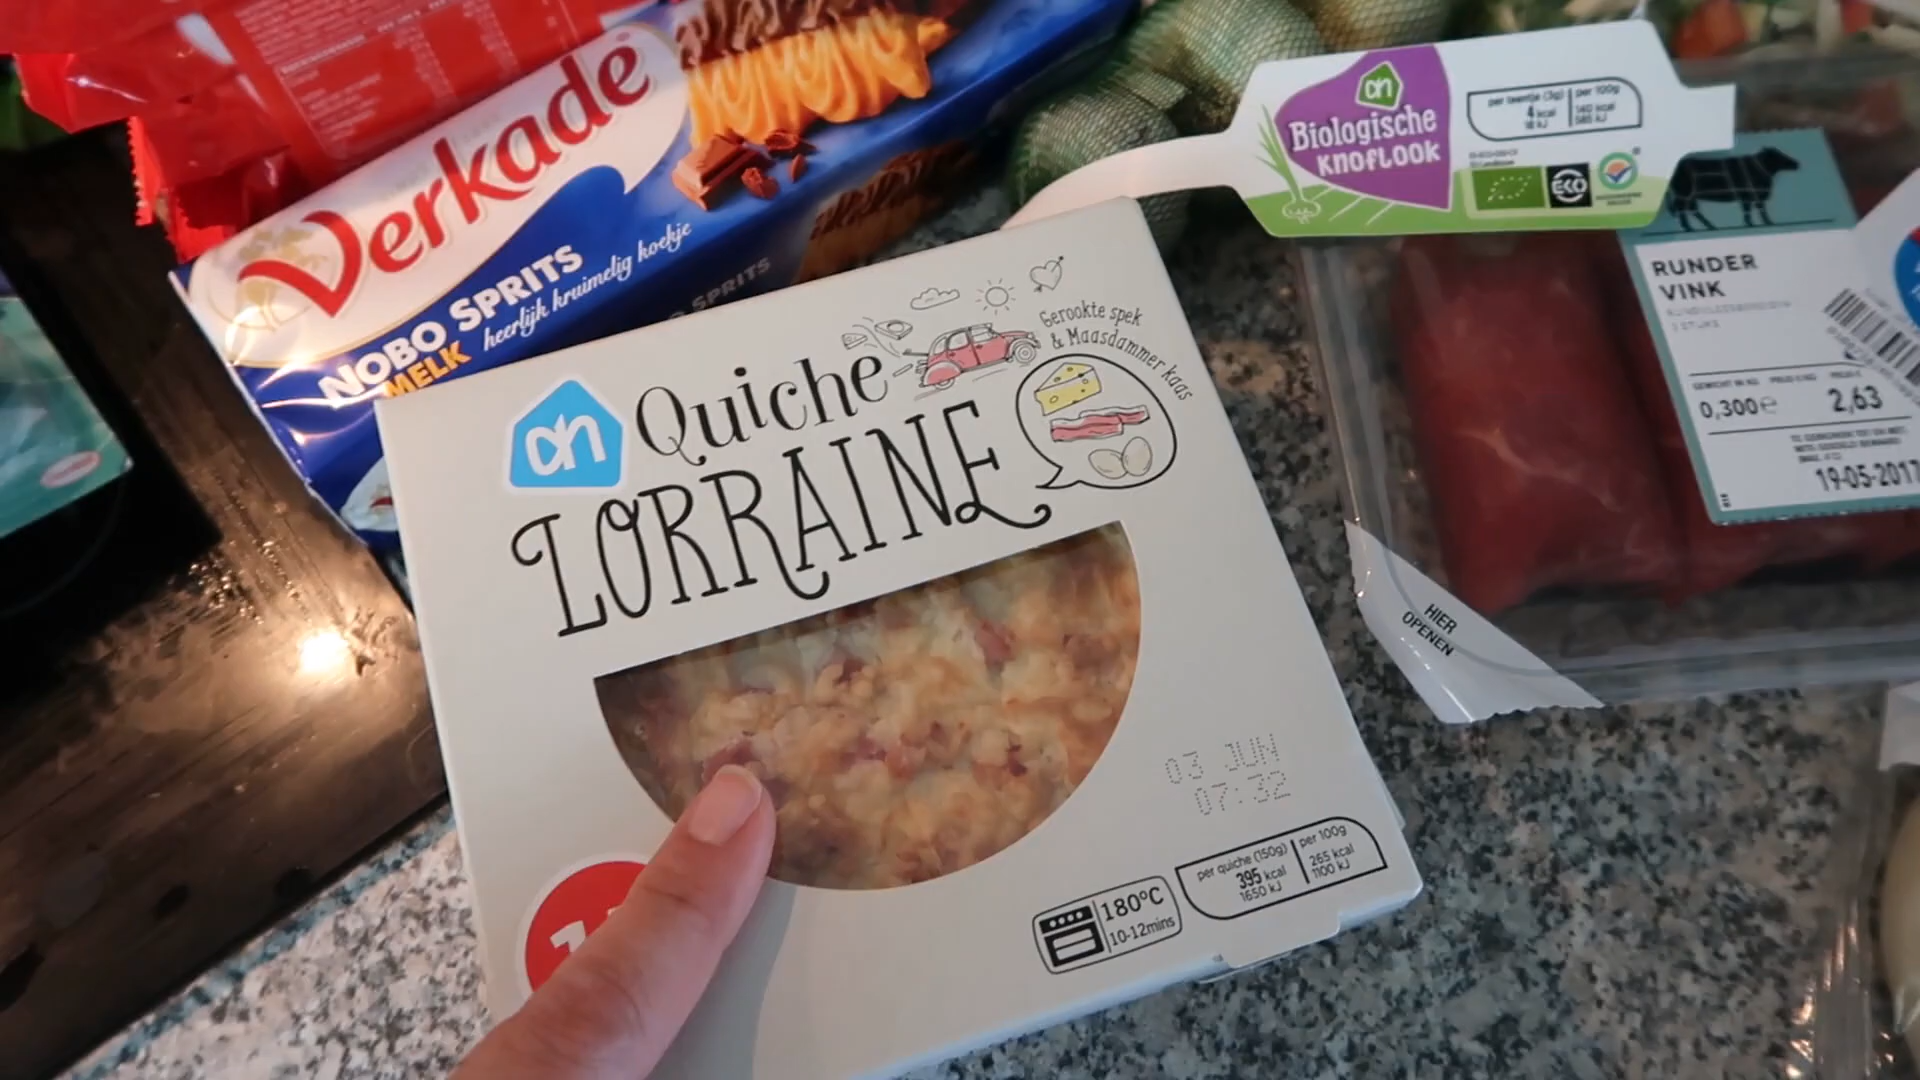 Verkade
NOBO SPRITS
MELK
heerlijk kruimelig koekje
SPRITS
ah
Biologische
KNOFLOOK
per teentje (3g)
4 kcal
per 100g
140 kcal
EKO
RUNDER
VINK
0,300e
2,63
19-05-2017
HIER
OPENEN
ah
Quiche
LORRAINE
Gerookte spek
& Maasdammer kaas
03 JUN
07:32
180°C
10-12mins
per quiche (150g)
395 kcal
1650 kJ
per 100g
265 kcal
1100 kJ